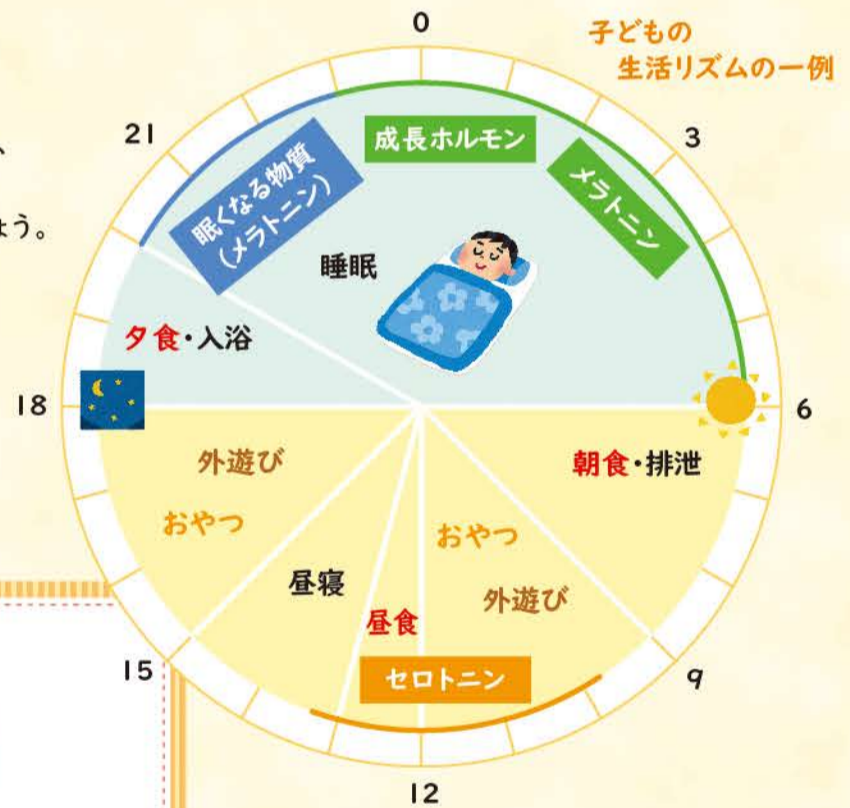 子どもの
生活リズムの一例
0
21
、
ょう。
3
成長ホルモン
眠くなる物質
(メラトニン)
メラトニン
睡眠
夕食・入浴
18
6
外遊び
おやつ
朝食・排泄
おやつ
外遊び
昼寝
昼食
セロトニン
15
9
12